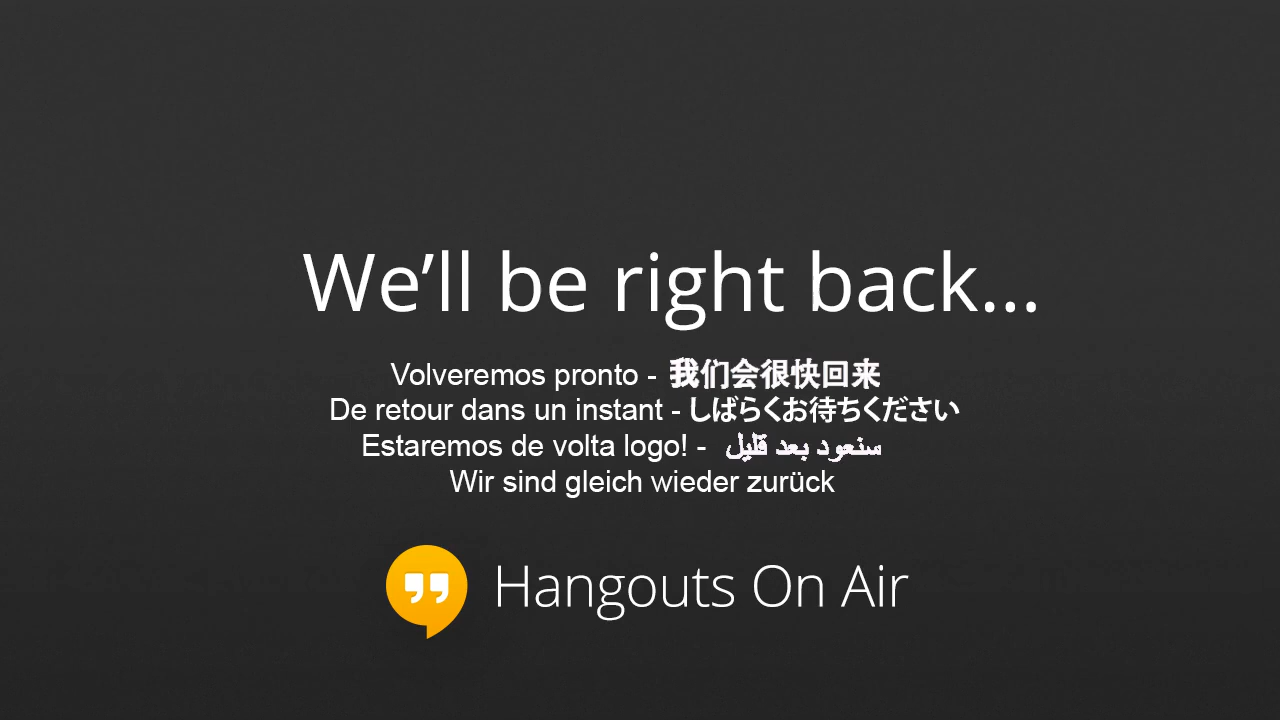 We’ll be right back...
Volveremos pronto - 我们会很快回来
De retour dans un instant - しばらくお待ちください
Estaremos de volta logo! - سنعود بعد قليل
Wir sind gleich wieder zurück
Hangouts On Air